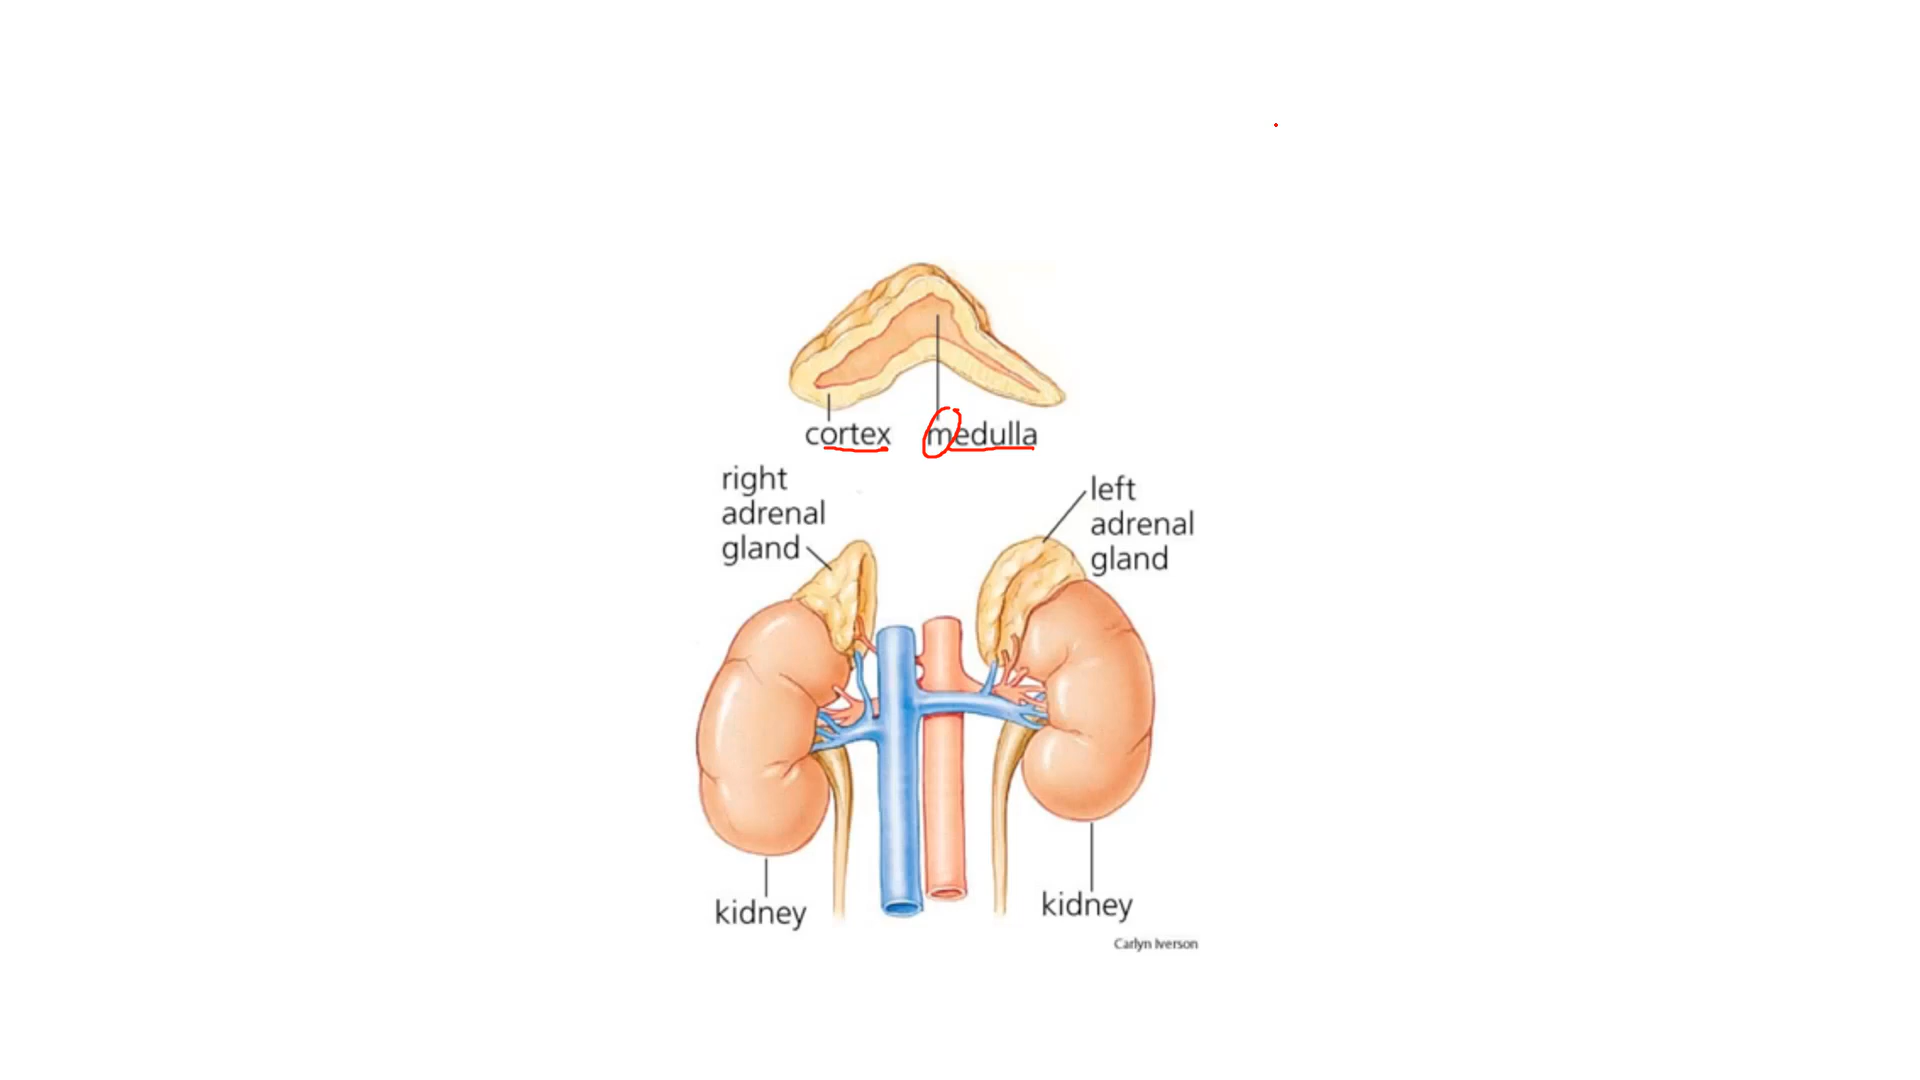 cortex medulla
right
adrenal
gland
left
adrenal
gland
kidney
kidney
Carlyn Iverson